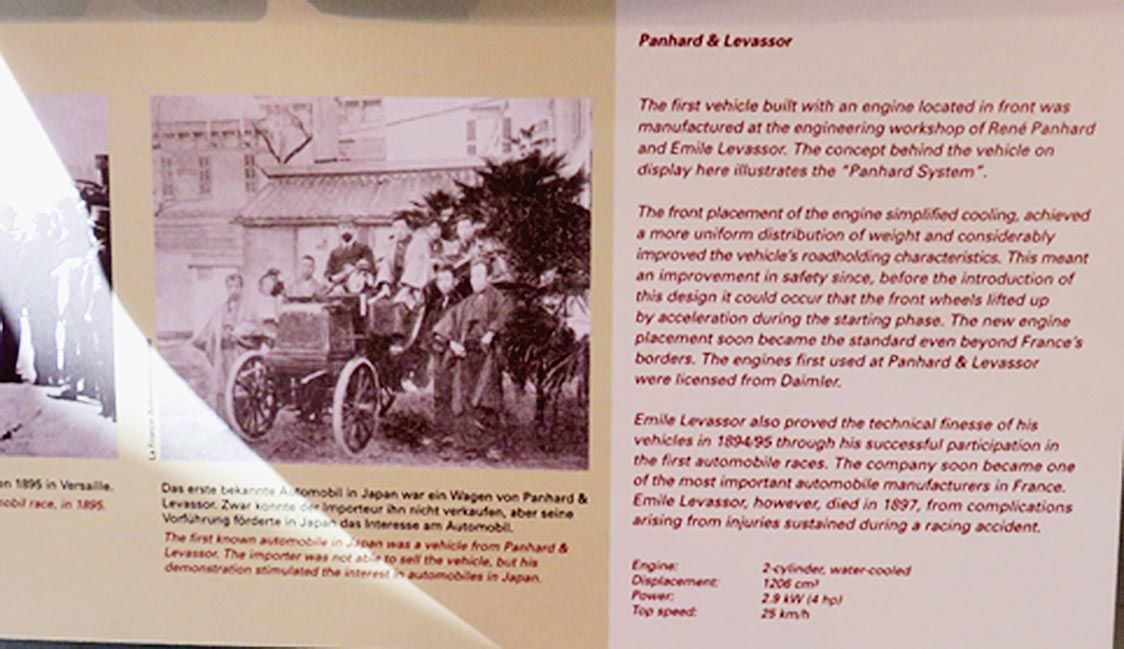 en 1895 in Versaille.
mobil race, in 1895.
La France Automobile
Das erste bekannte Automobil in Japan war ein Wagen von Panhard &
Levassor. Zwar konnte der Importeur ihn nicht verkaufen, aber seine
Vorführung förderte in Japan das Interesse am Automobil.
The first known automobile in Japan was a vehicle from Panhard &
Levassor. The importer was not able to sell the vehicle, but his
demonstration stimulated the interest in automobiles in Japan.
Panhard & Levassor
The first vehicle built with an engine located in front was
manufactured at the engineering workshop of René Panhard
and Emile Levassor. The concept behind the vehicle on
display here illustrates the “Panhard System”.
The front placement of the engine simplified cooling, achieved
a more uniform distribution of weight and considerably
improved the vehicle's roadholding characteristics. This meant
an improvement in safety since, before the introduction of
this design it could occur that the front wheels lifted up
by acceleration during the starting phase. The new engine
placement soon became the standard even beyond France's
borders. The engines first used at Panhard & Levassor
were licensed from Daimler.
Emile Levassor also proved the technical finesse of his
vehicles in 1894/95 through his successful participation in
the first automobile races. The company soon became one
of the most important automobile manufacturers in France.
Emile Levassor, however, died in 1897, from complications
arising from injuries sustained during a racing accident.
Engine: 2-cylinder, water-cooled
Displacement: 1206 cm³
Power: 2.9 kW (4 hp)
Top speed: 25 km/h